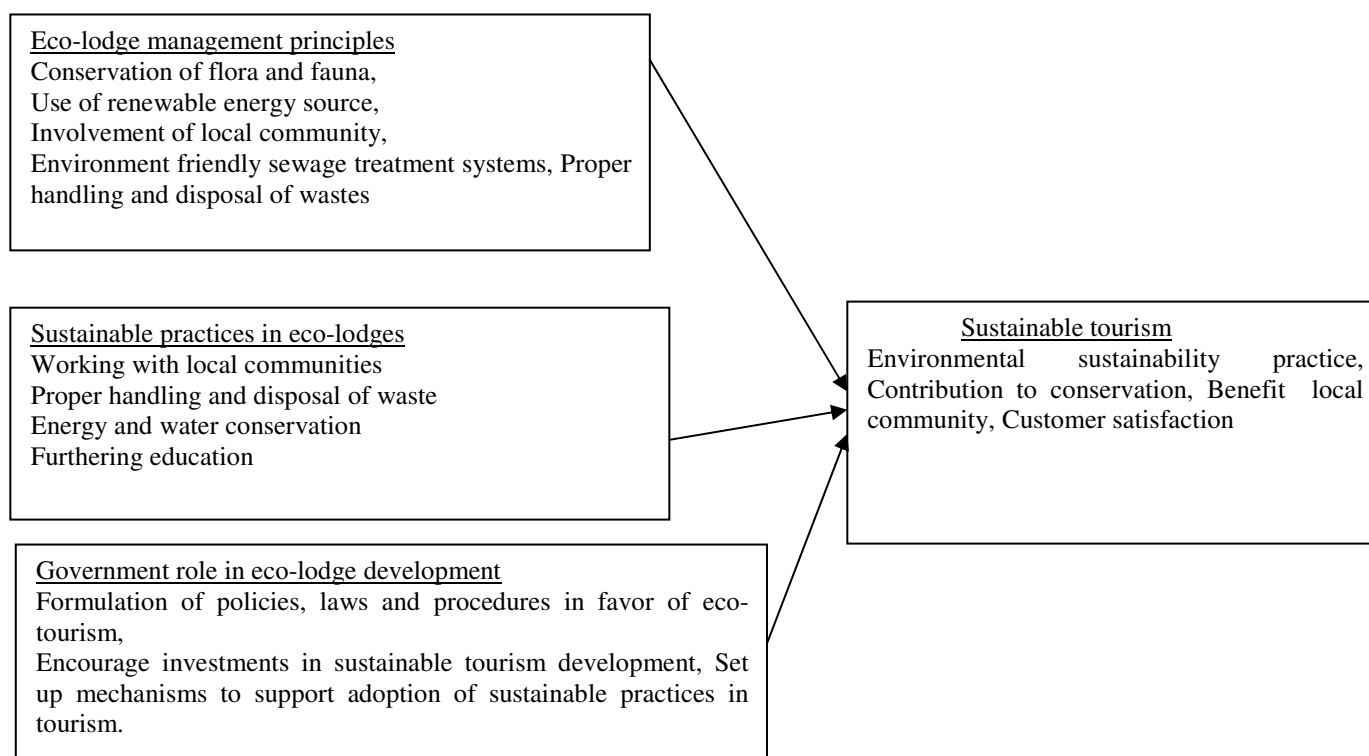 Eco-lodge management principles
Conservation of flora and fauna,
Use of renewable energy source,
Involvement of local community,
Environment friendly sewage treatment systems, Proper
handling and disposal of wastes
Sustainable practices in eco-lodges
Working with local communities
Proper handling and disposal of waste
Energy and water conservation
Furthering education
Government role in eco-lodge development
Formulation of policies, laws and procedures in favor of eco-
tourism,
Encourage investments in sustainable tourism development, Set
up mechanisms to support adoption of sustainable practices in
tourism.
Sustainable tourism
Environmental sustainability practice,
Contribution to conservation, Benefit local
community, Customer satisfaction